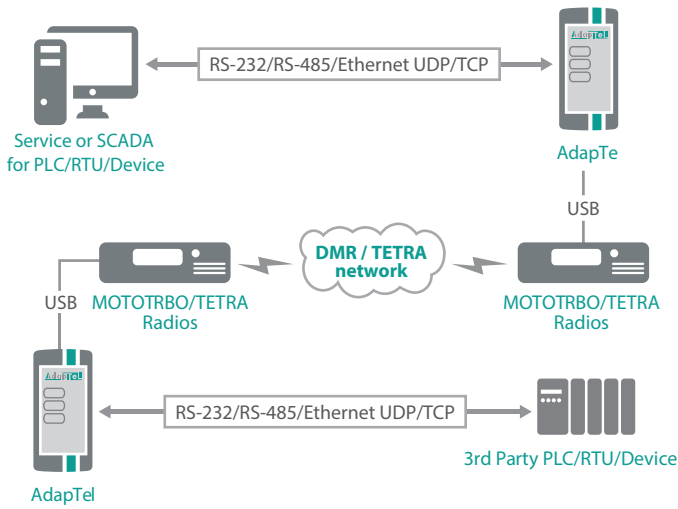 AdapTel
RS-232/RS-485/Ethernet UDP/TCP
Service or SCADA
for PLC/RTU/Device
AdapTe
USB
DMR / TETRA
network
USB
MOTOTRBO/TETRA
Radios
MOTOTRBO/TETRA
Radios
AdapTeL
RS-232/RS-485/Ethernet UDP/TCP
3rd Party PLC/RTU/Device
AdapTel